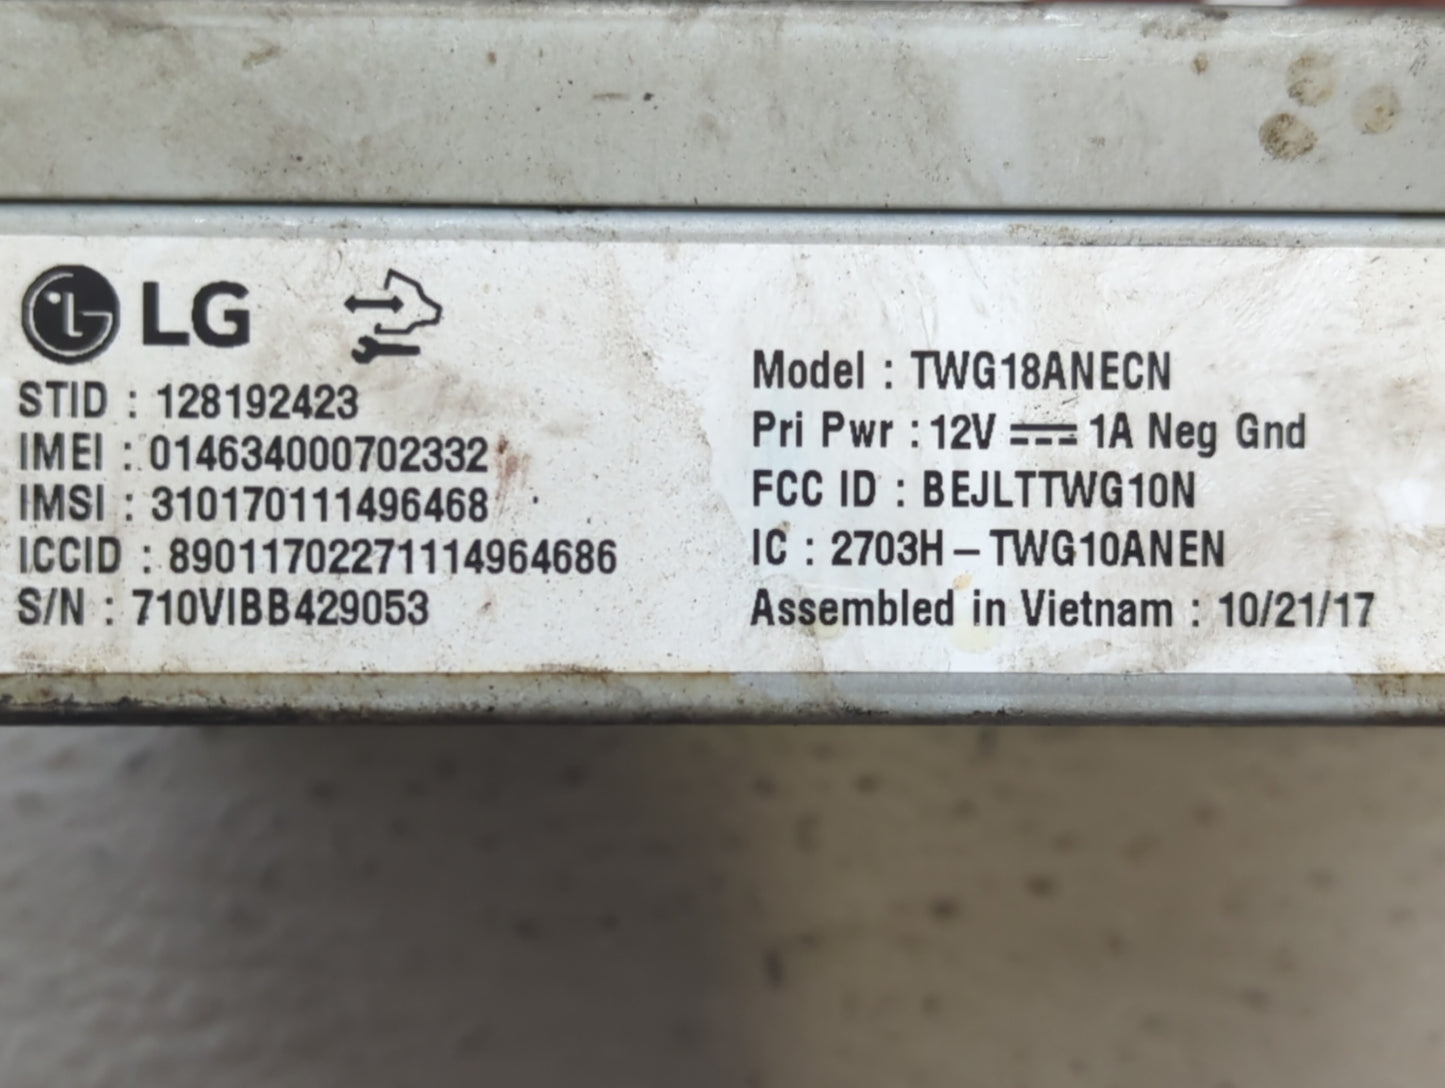 LG
STID : 128192423
IMEI : 014634000702332
IMSI : 310170111496468
ICCID : 89011702271114964686
S/N : 710VIBB429053
Model : TWG18ANECN
Pri Pwr : 12V ⎓ 1A Neg Gnd
FCC ID : BEJLTTWG10N
IC : 2703H – TWG10ANEN
Assembled in Vietnam : 10/21/17